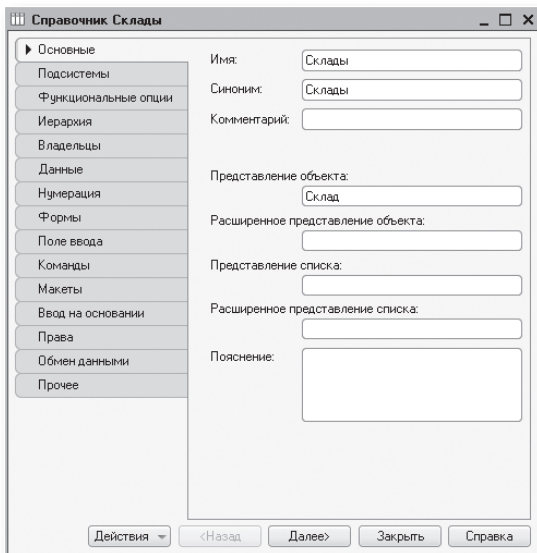 Справочник Склады
Основные
Подсистемы
Функциональные опции
Иерархия
Владельцы
Данные
Нумерация
Формы
Поле ввода
Команды
Макеты
Ввод на основании
Права
Обмен данными
Прочее
Имя: Склады
Синоним: Склады
Комментарий:
Представление объекта:
Склад
Расширенное представление объекта:
Представление списка:
Расширенное представление списка:
Пояснение:
Действия <Назад Далее> Закрыть Справка